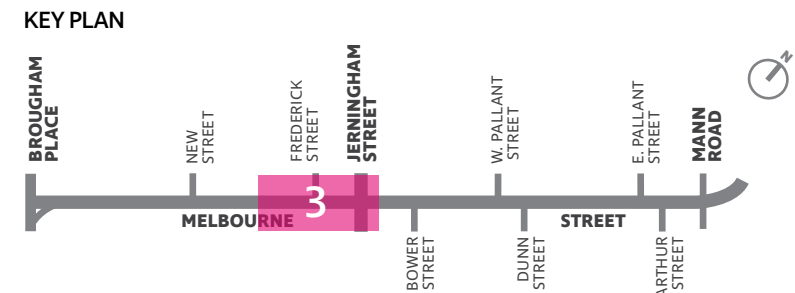 KEY PLAN
BROUGHAM
PLACE
NEW
STREET
FREDERICK
STREET
JERNINGHAM
STREET
W. PALLANT
STREET
E. PALLANT
STREET
MANN
ROAD
N
3
MELBOURNE
STREET
BOWER
STREET
DUNN
STREET
ARTHUR
STREET